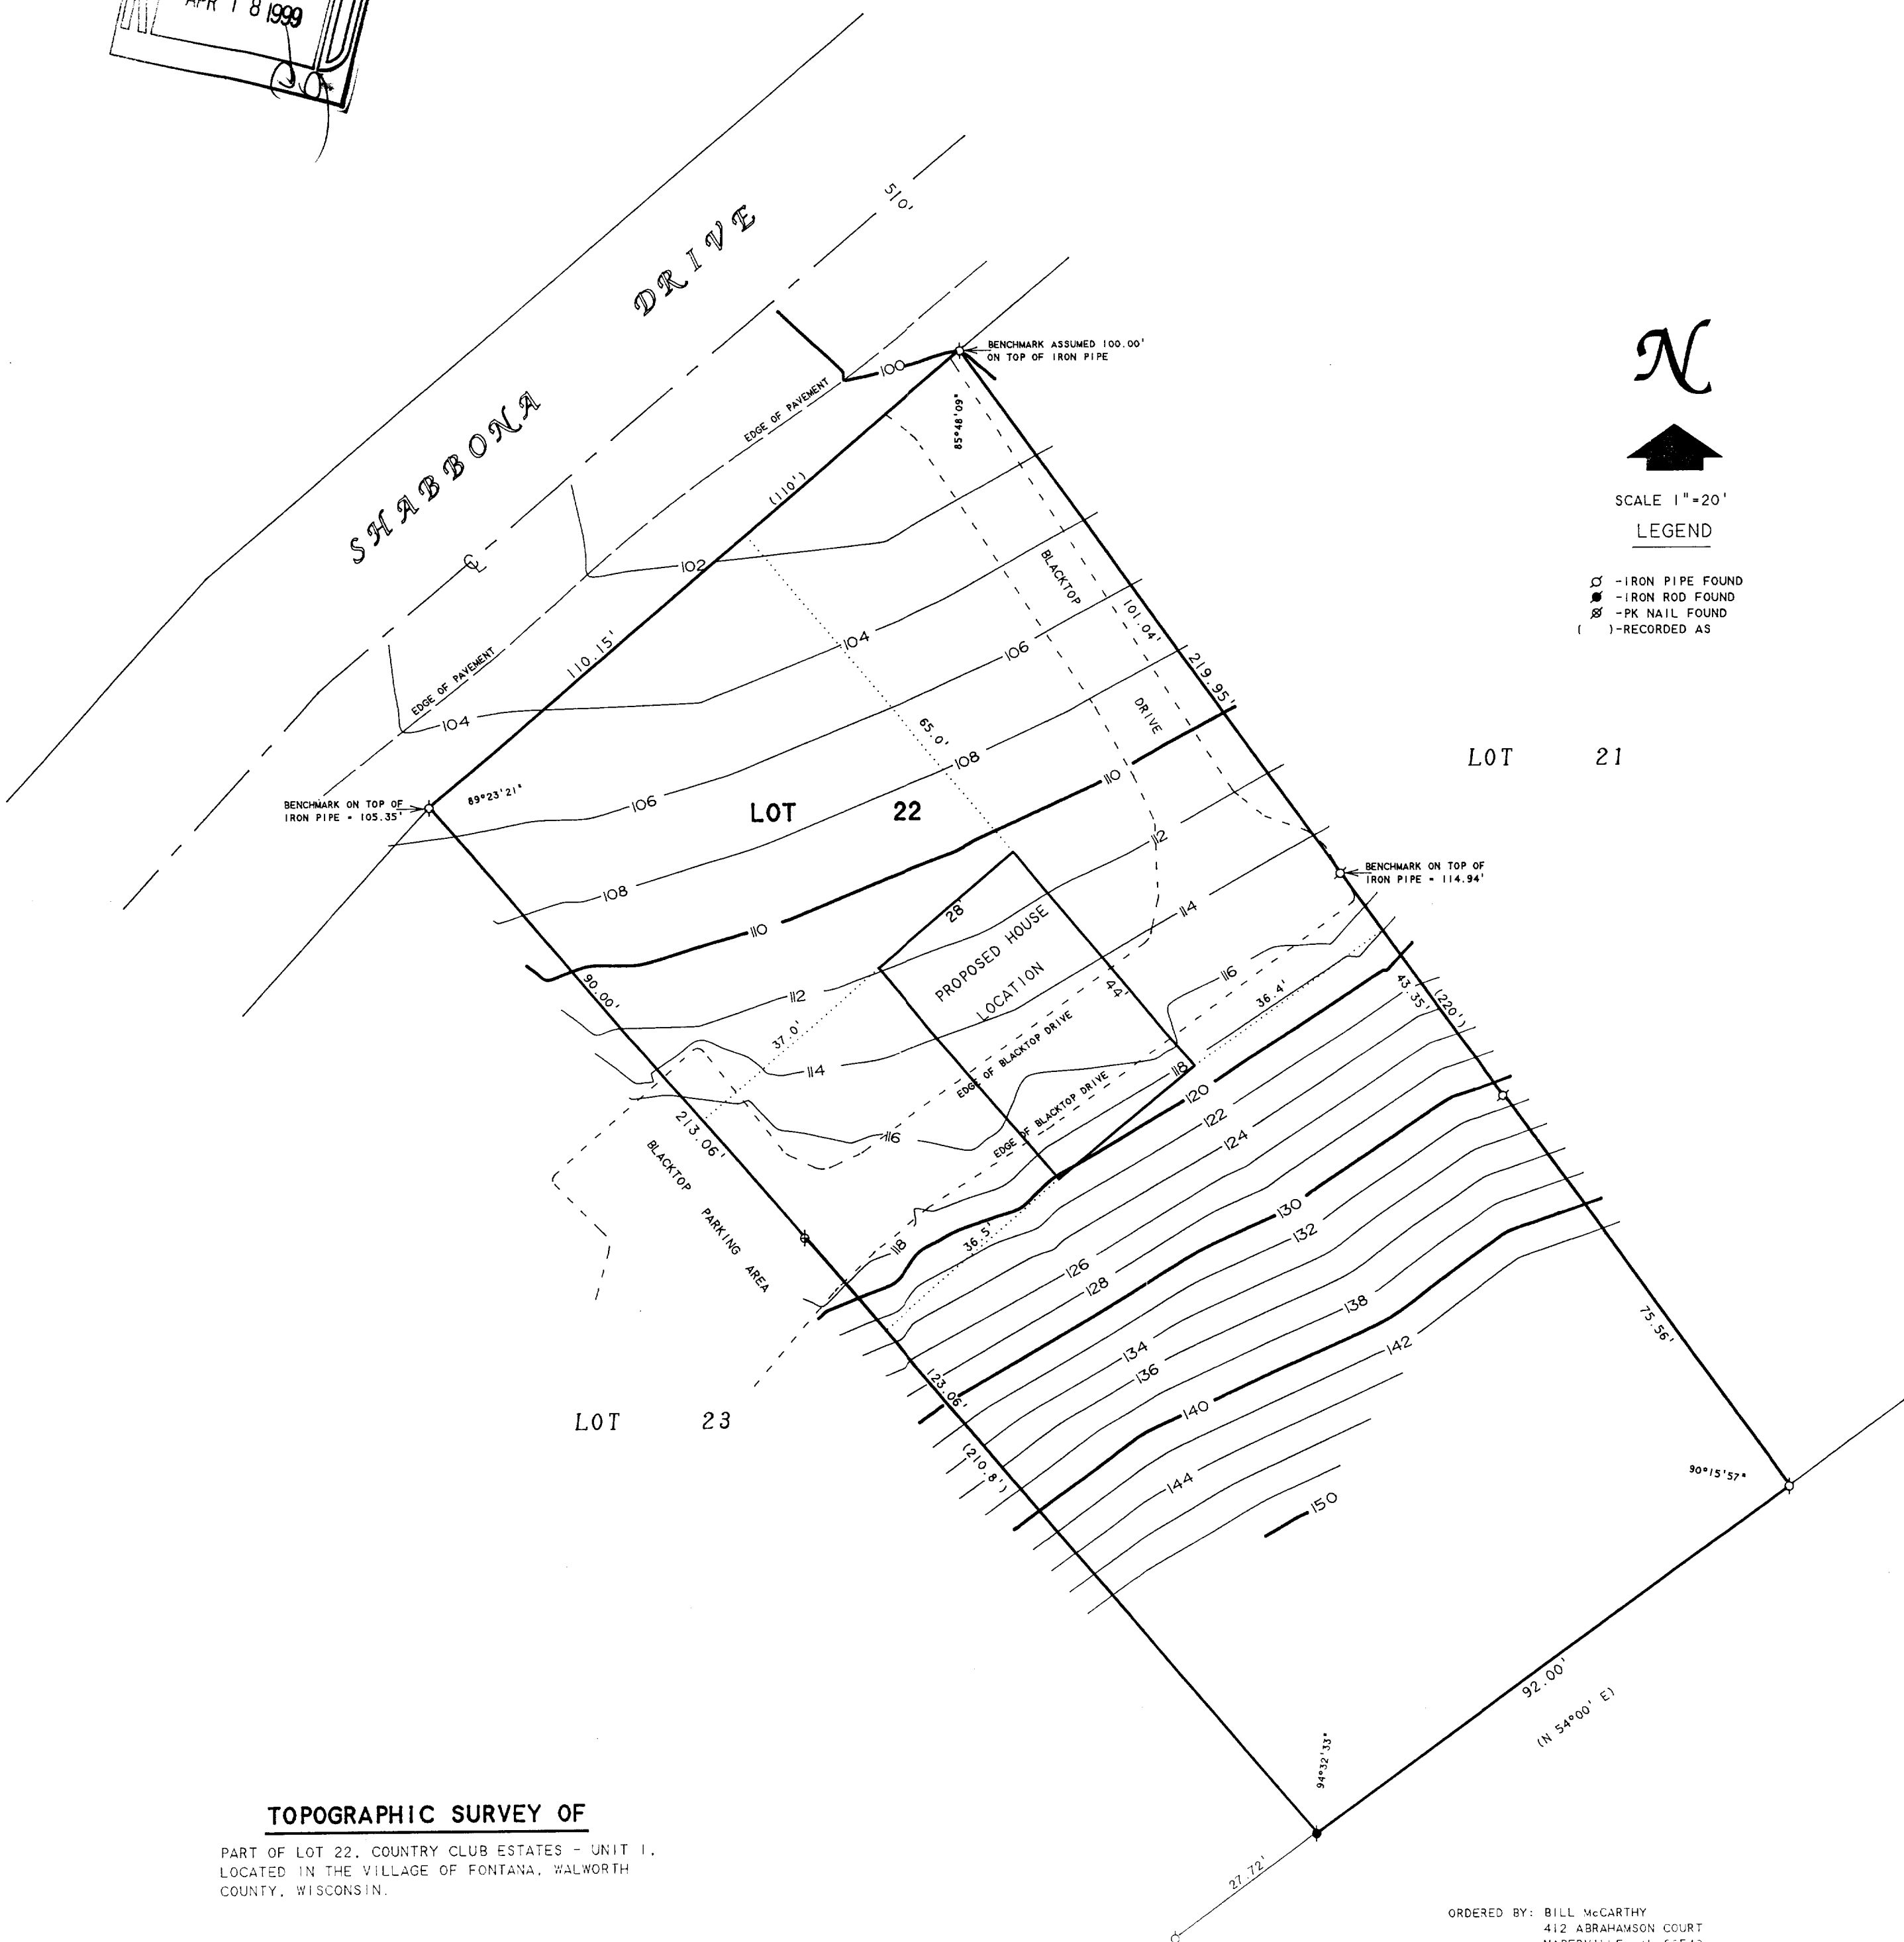 APR 18 1999
510'
SHABBONA DRIVE
BENCHMARK ASSUMED 100.00'
ON TOP OF IRON PIPE
100
EDGE OF PAVEMENT
85°48'09"
N
SCALE 1"=20'
LEGEND
-IRON PIPE FOUND
-IRON ROD FOUND
-PK NAIL FOUND
( )-RECORDED AS
(110')
102
BLACKTOP
DRIVE
101.04'
219.95'
104
106
110.15'
EDGE OF PAVEMENT
104
65.0'
108
110
LOT 21
BENCHMARK ON TOP OF
IRON PIPE = 105.35'
89°23'21"
106
LOT 22
112
BENCHMARK ON TOP OF
IRON PIPE = 114.94'
108
28'
114
110
PROPOSED HOUSE
LOCATION
44'
116
36.4'
43.35'
(220')
90.00'
112
37.0'
114
EDGE OF BLACKTOP DRIVE
118
120
122
124
EDGE OF BLACKTOP DRIVE
116
213.06'
BLACKTOP PARKING AREA
118
36.5'
130
132
126
128
138
142
75.56'
134
136
123.06'
140
LOT 23
(210.8')
144
150
90°15'57"
92.00'
(N 54°00' E)
94°32'33"
27.72'
TOPOGRAPHIC SURVEY OF
PART OF LOT 22, COUNTRY CLUB ESTATES - UNIT 1,
LOCATED IN THE VILLAGE OF FONTANA, WALWORTH
COUNTY, WISCONSIN.
ORDERED BY: BILL McCARTHY
412 ABRAHAMSON COURT